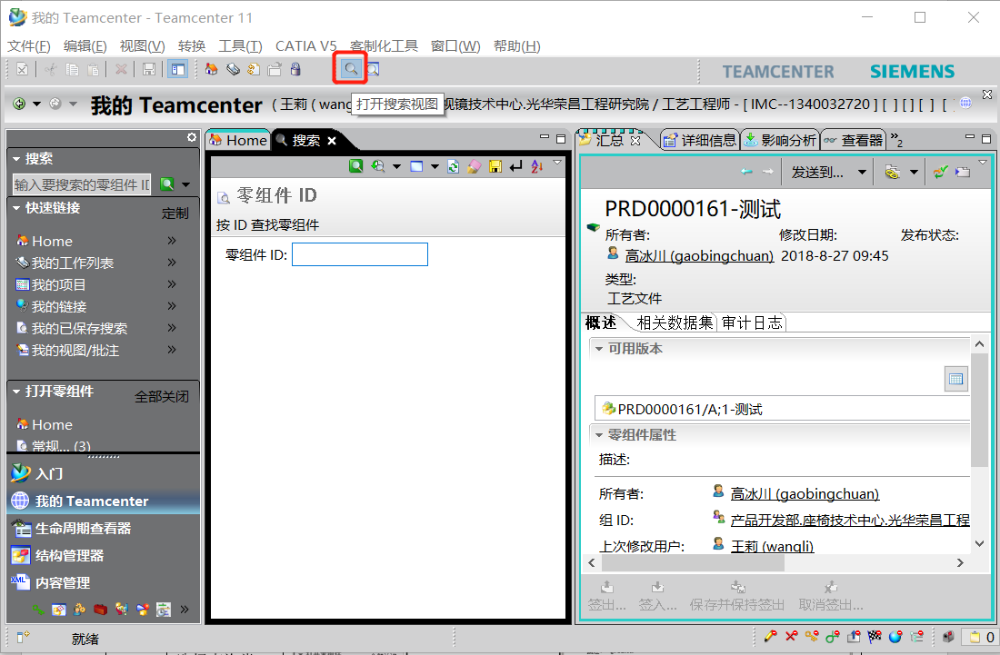 我的 Teamcenter - Teamcenter 11
文件(F) 编辑(E) 视图(V) 转换 工具(T) CATIA V5 客制化工具 窗口(W) 帮助(H)
TEAMCENTER SIEMENS
我的 Teamcenter ( 王莉 ( wang 视镜技术中心.光华荣昌工程研究院 / 工艺工程师 - [ IMC--1340032720 ] [ ] [ ] [ ] [
打开搜索视图
搜索
输入要搜索的零组件 ID
快速链接 定制
Home
我的工作列表
我的项目
我的链接
我的已保存搜索
我的视图/批注
打开零组件 全部关闭
Home
常规... (3)
入门
我的 Teamcenter
生命周期查看器
结构管理器
内容管理
Home 搜索
零组件 ID
按 ID 查找零组件
零组件 ID:
汇总 详细信息 影响分析 查看器 »2
发送到...
PRD0000161-测试
所有者: 修改日期: 发布状态:
高冰川 (gaobingchuan) 2018-8-27 09:45
类型:
工艺文件
概述 相关数据集 审计日志
可用版本
PRD0000161/A;1-测试
零组件属性
描述:
所有者: 高冰川 (gaobingchuan)
组 ID: 产品开发部.座椅技术中心.光华荣昌工程
上次修改用户: 王莉 (wangli)
签出... 签入... 保存并保持签出 取消签出...
就绪 0